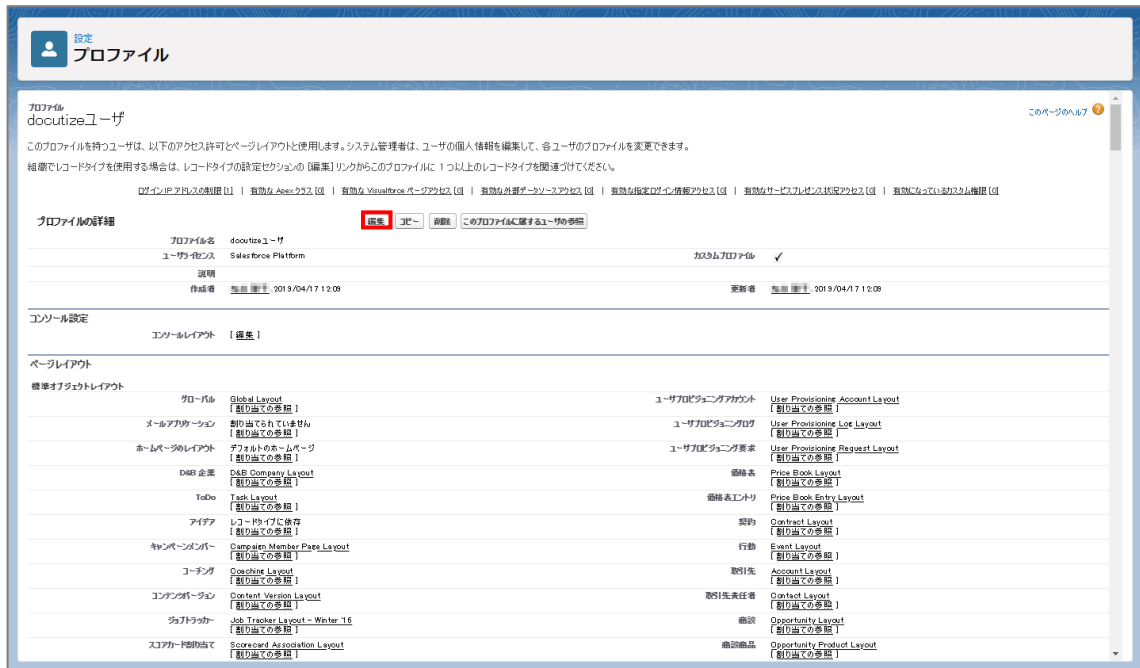 設定
プロファイル
プロファイル
docutizeユーザ
このページのヘルプ
このプロファイルを持つユーザは、以下のアクセス許可とページレイアウトと使用します。システム管理者は、ユーザの個人情報を編集して、各ユーザのプロファイルを変更できます。
組織でレコードタイプを使用する場合は、レコードタイプの設定セクションの [編集] リンクからこのプロファイルに 1 つ以上のレコードタイプを関連づけてください。
ログイン IP アドレスの制限 [1] | 有効な Apex クラス [0] | 有効な Visualforce ページアクセス [0] | 有効な外部データソースアクセス [0] | 有効な指定ログイン情報アクセス [0] | 有効なサービスプレゼンス状況アクセス [0] | 有効になっているカスタム権限 [0]
プロファイルの詳細 編集 コピー 削除 このプロファイルに属するユーザの参照
プロファイル名 docutizeユーザ
ユーザライセンス Salesforce Platform カスタムプロファイル ✓
説明
作成者 , 2019/04/17 12:09 更新者 , 2019/04/17 12:09
コンソール設定
コンソールレイアウト [ 編集 ]
ページレイアウト
標準オブジェクトレイアウト
グローバル Global Layout ユーザプロビジョニングアカウント User Provisioning Account Layout
[ 割り当ての参照 ] [ 割り当ての参照 ]
メールアプリケーション 割り当てられていません ユーザプロビジョニングログ User Provisioning Log Layout
[ 割り当ての参照 ] [ 割り当ての参照 ]
ホームページのレイアウト デフォルトのホームページ ユーザプロビジョニング要求 User Provisioning Request Layout
[ 割り当ての参照 ] [ 割り当ての参照 ]
D&B 企業 D&B Company Layout 価格表 Price Book Layout
[ 割り当ての参照 ] [ 割り当ての参照 ]
ToDo Task Layout 価格表エントリ Price Book Entry Layout
[ 割り当ての参照 ] [ 割り当ての参照 ]
アイデア レコードタイプに依存 契約 Contract Layout
[ 割り当ての参照 ] [ 割り当ての参照 ]
キャンペーンメンバー Campaign Member Page Layout 行動 Event Layout
[ 割り当ての参照 ] [ 割り当ての参照 ]
コーチング Coaching Layout 取引先 Account Layout
[ 割り当ての参照 ] [ 割り当ての参照 ]
コンテンツバージョン Content Version Layout 取引先責任者 Contact Layout
[ 割り当ての参照 ] [ 割り当ての参照 ]
ジョブトラッカー Job Tracker Layout - Winter '16 商談 Opportunity Layout
[ 割り当ての参照 ] [ 割り当ての参照 ]
スコアカード割り当て Scorecard Association Layout 商談商品 Opportunity Product Layout
[ 割り当ての参照 ] [ 割り当ての参照 ]